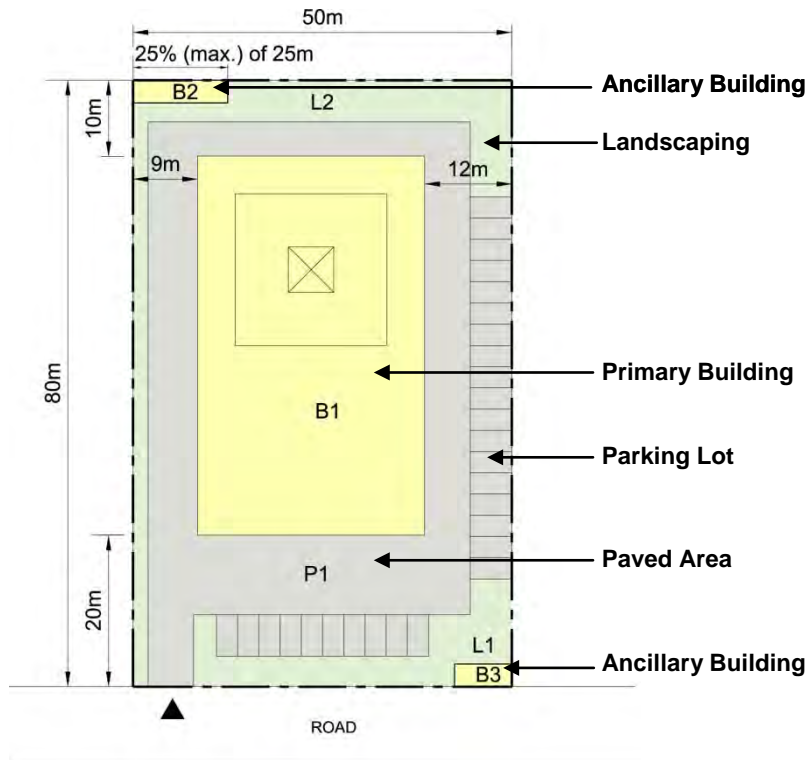 50m
25% (max.) of 25m
B2
Ancillary Building
L2
10m
Landscaping
9m
12m
80m
Primary Building
B1
Parking Lot
Paved Area
P1
20m
L1
B3
Ancillary Building
ROAD